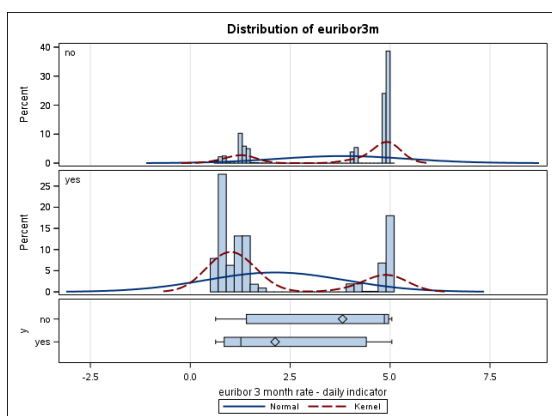 Distribution of euribor3m
no
40
30
20
10
0
Percent
yes
25
20
15
10
5
0
Percent
no
yes
y
-2.5 0.0 2.5 5.0 7.5
euribor 3 month rate - daily indicator
Normal Kernel